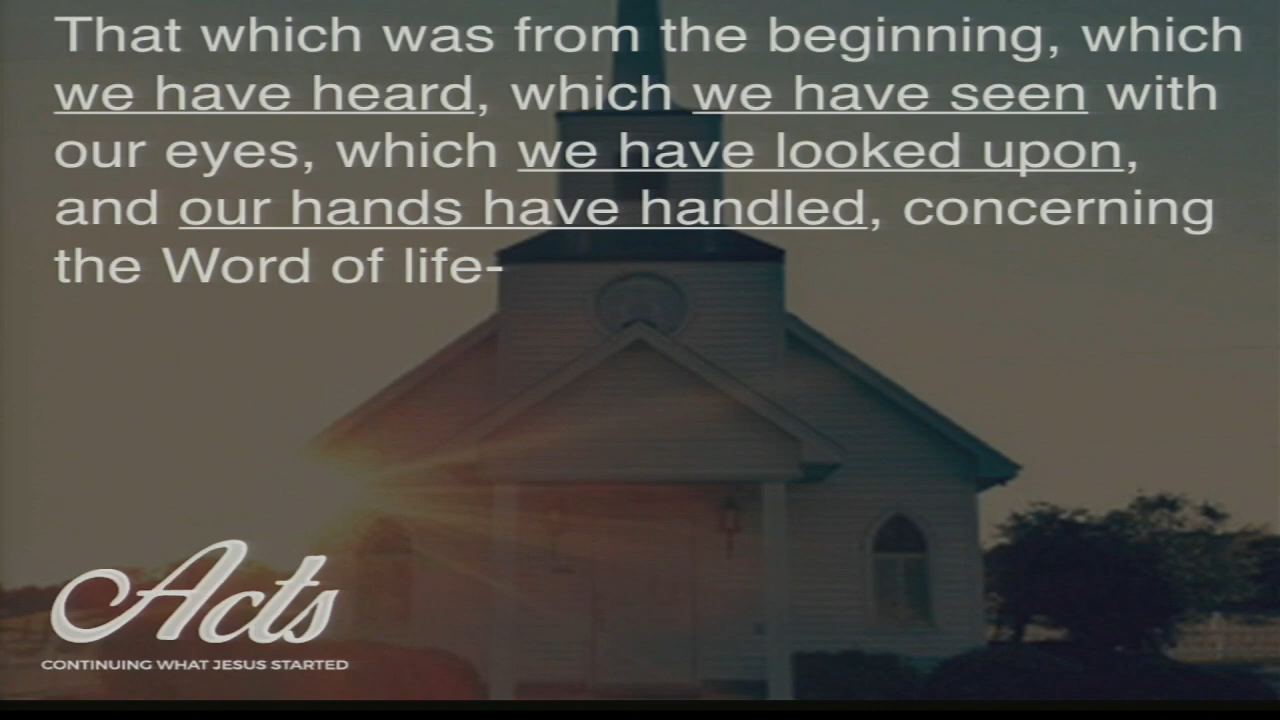 That which was from the beginning, which
we have heard, which we have seen with
our eyes, which we have looked upon,
and our hands have handled, concerning
the Word of life-
Acts
CONTINUING WHAT JESUS STARTED